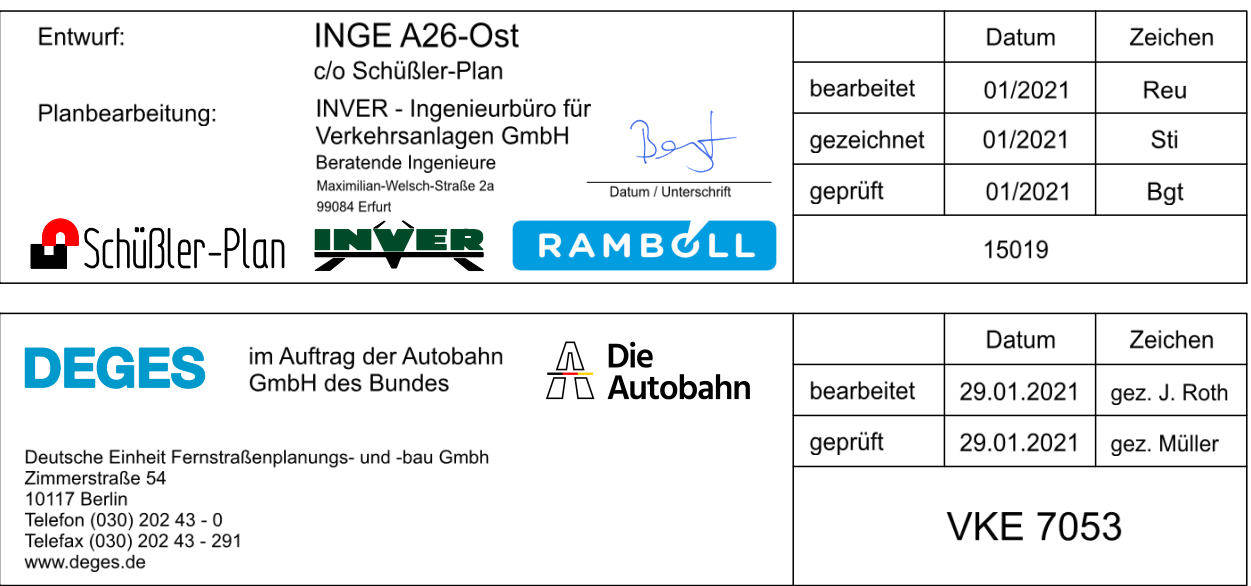 Entwurf:
INGE A26-Ost
c/o Schüßler-Plan
Planbearbeitung:
INVER - Ingenieurbüro für
Verkehrsanlagen GmbH
Beratende Ingenieure
Maximilian-Welsch-Straße 2a
99084 Erfurt
Bergt
Datum / Unterschrift
Schüßler-Plan
INVER
RAMBOLL
Datum Zeichen
bearbeitet 01/2021 Reu
gezeichnet 01/2021 Sti
geprüft 01/2021 Bgt
15019
DEGES
im Auftrag der Autobahn
GmbH des Bundes
Die
Autobahn
Deutsche Einheit Fernstraßenplanungs- und -bau Gmbh
Zimmerstraße 54
10117 Berlin
Telefon (030) 202 43 - 0
Telefax (030) 202 43 - 291
www.deges.de
Datum Zeichen
bearbeitet 29.01.2021 gez. J. Roth
geprüft 29.01.2021 gez. Müller
VKE 7053